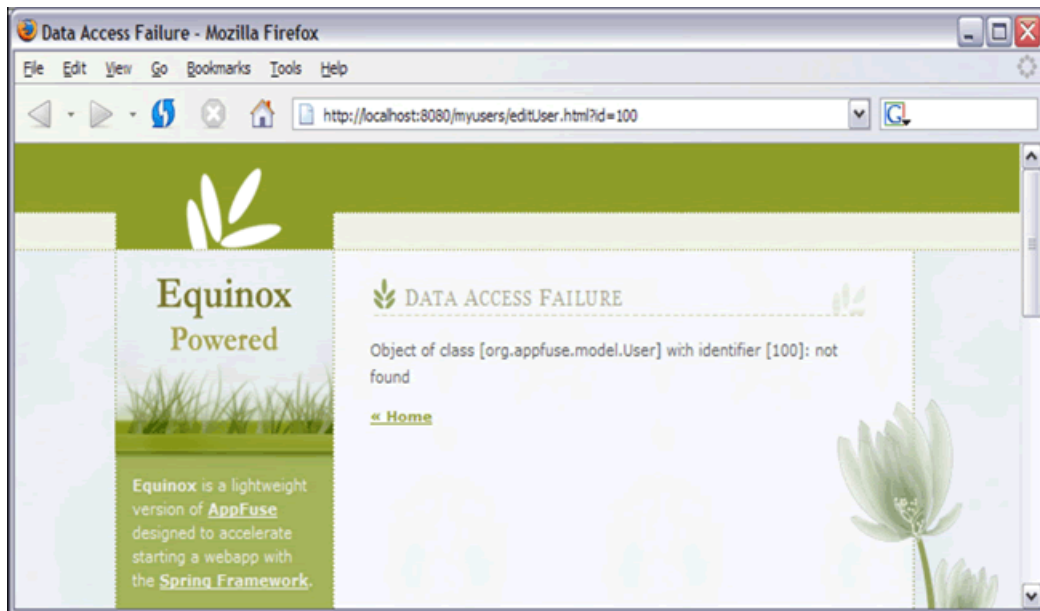 Data Access Failure - Mozilla Firefox
File Edit View Go Bookmarks Tools Help
http://localhost:8080/myusers/editUser.html?id=100
G
Equinox
Powered
DATA ACCESS FAILURE
Object of class [org.appfuse.model.User] with identifier [100]: not
found
« Home
Equinox is a lightweight
version of AppFuse
designed to accelerate
starting a webapp with
the Spring Framework.